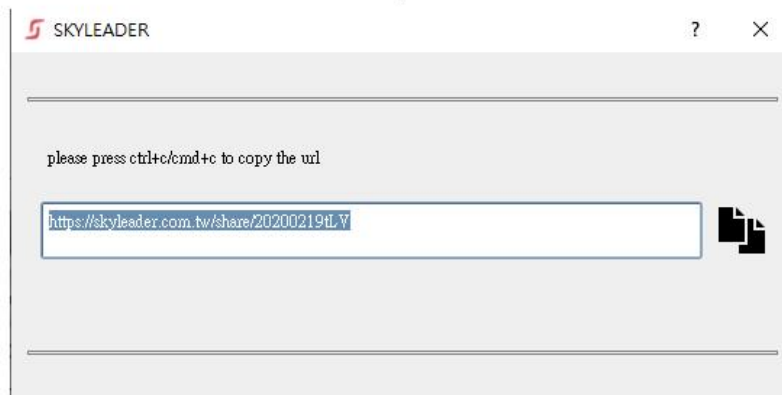 SKYLEADER ?
please press ctrl+c/cmd+c to copy the url
https://skyleader.com.tw/share/20200219tLV